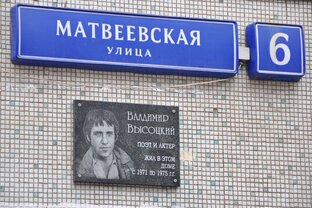 МАТВЕЕВСКАЯ
УЛИЦА
6
ВЛАДИМИР
ВЫСОЦКИЙ
ПОЭТ И АКТЕР
ЖИЛ В ЭТОМ
ДОМЕ
С 1971 ПО 1975 Г.Г.